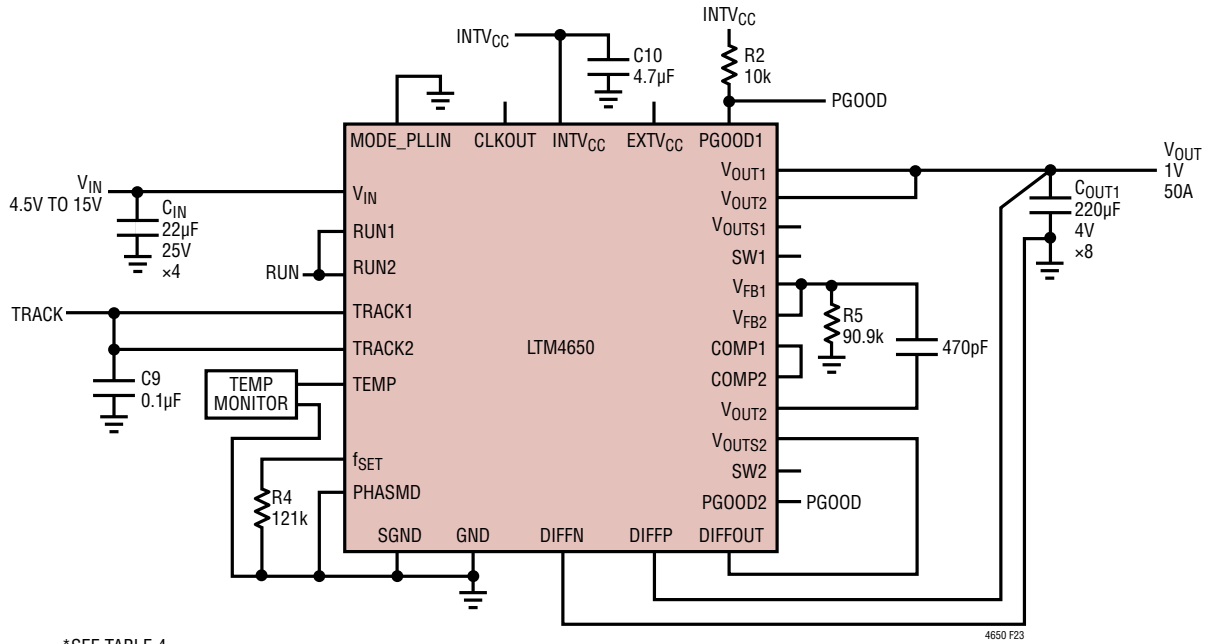 INTVCC
INTVCC
C10
4.7µF
R2
10k
PGOOD
MODE_PLLIN
CLKOUT
INTVCC
EXTVCC
PGOOD1
VIN
4.5V TO 15V
CIN
22µF
25V
×4
RUN
TRACK
C9
0.1µF
TEMP
MONITOR
R4
121k
VIN
RUN1
RUN2
TRACK1
TRACK2
TEMP
fSET
PHASMD
LTM4650
VOUT1
VOUT2
VOUTS1
SW1
VFB1
VFB2
COMP1
COMP2
VOUT2
VOUTS2
SW2
PGOOD2
PGOOD
SGND
GND
DIFFN
DIFFP
DIFFOUT
R5
90.9k
470pF
COUT1
220µF
4V
×8
VOUT
1V
50A
4650 F23
*SEE TABLE 4